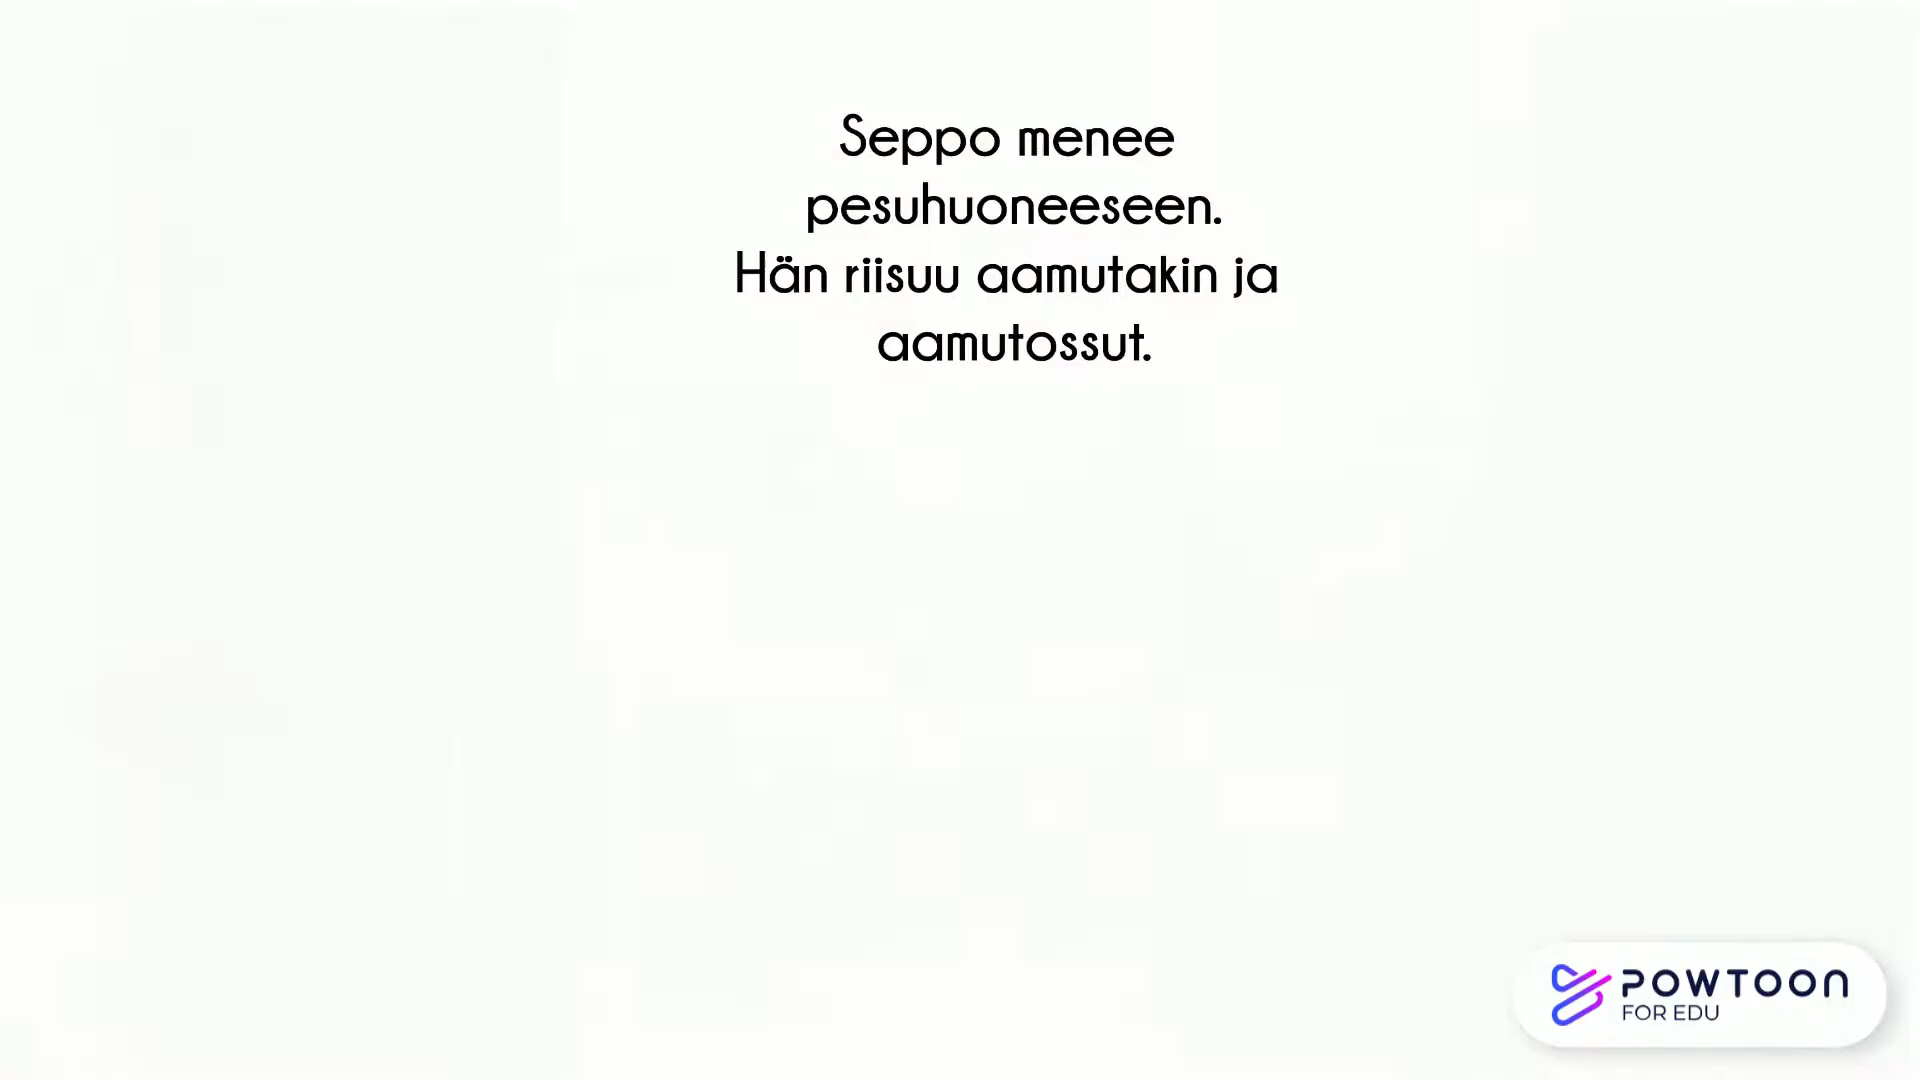 Seppo menee
pesuhuoneeseen.
Hän riisuu aamutakin ja
aamutossut.
POWTOON
FOR EDU